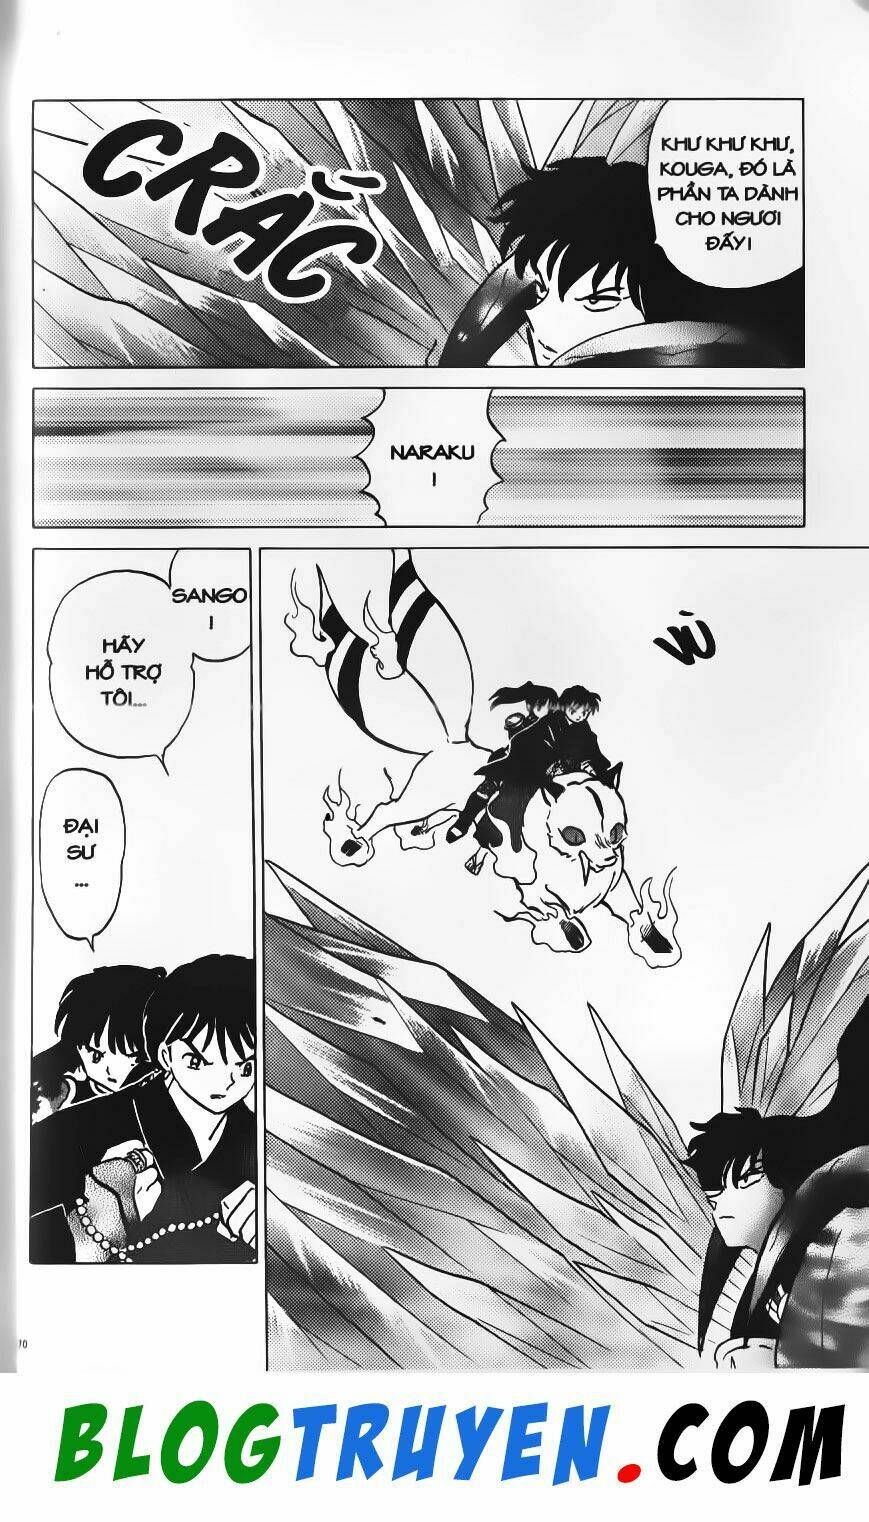 KHƯ KHƯ KHƯ,
KOUGA, ĐÓ LÀ
PHẦN TA DÀNH
CHO NGƯƠI
ĐẤY!
CRẮC
NARAKU
!
SANGO
!
HÃY
HỖ TRỢ
TÔI...
ĐẠI
SƯ
...
VÙ
70
BLOGTRUYEN.COM